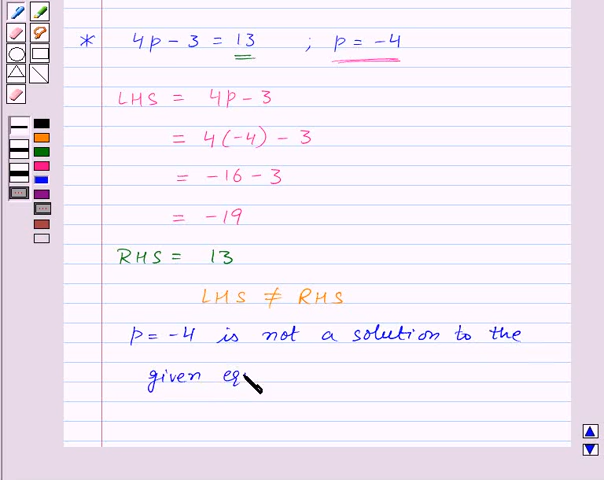 * 4p - 3 = 13 ; p = -4
LHS = 4p - 3
= 4(-4) - 3
= -16 - 3
= -19
RHS = 13
LHS ≠ RHS
p = -4 is not a solution to the
given eq